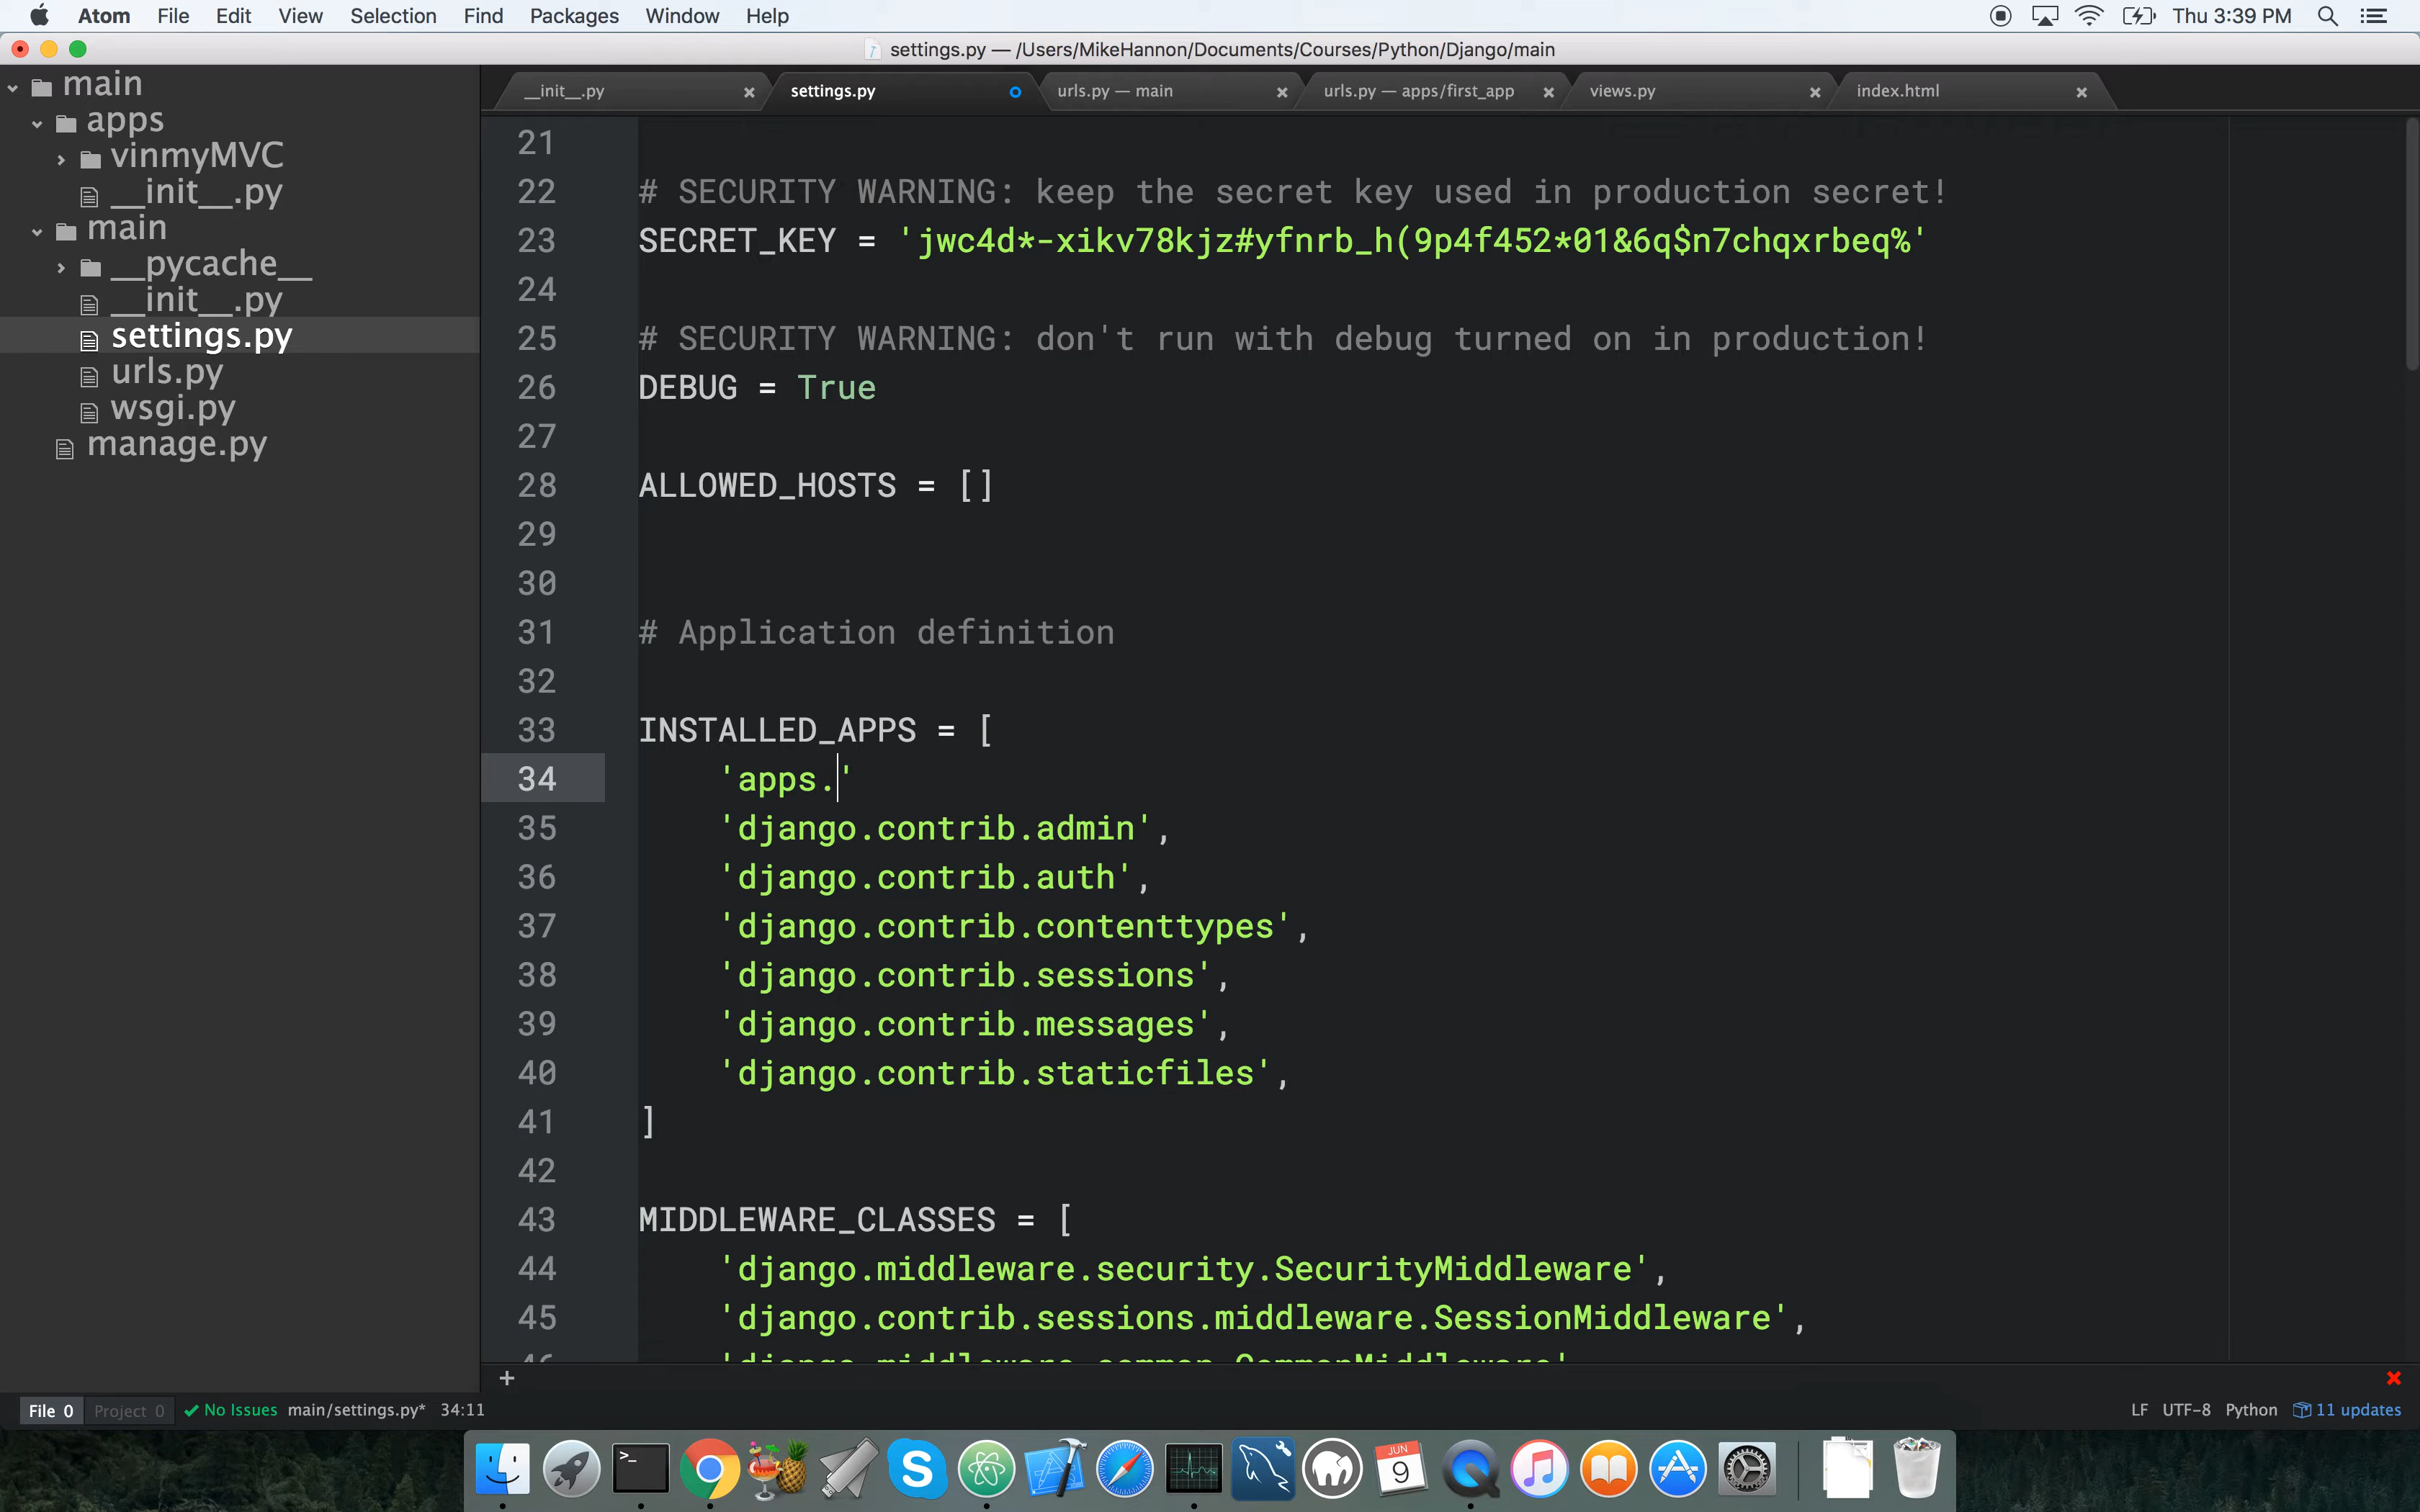 Atom File Edit View Selection Find Packages Window Help Thu 3:39 PM
settings.py — /Users/MikeHannon/Documents/Courses/Python/Django/main
main
apps
vinmyMVC
__init__.py
main
__pycache__
__init__.py
settings.py
urls.py
wsgi.py
manage.py
__init__.py settings.py urls.py — main urls.py — apps/first_app views.py index.html
21
22 # SECURITY WARNING: keep the secret key used in production secret!
23 SECRET_KEY = 'jwc4d*-xikv78kjz#yfnrb_h(9p4f452*01&6q$n7chqxrbeq%'
24
25 # SECURITY WARNING: don't run with debug turned on in production!
26 DEBUG = True
27
28 ALLOWED_HOSTS = []
29
30
31 # Application definition
32
33 INSTALLED_APPS = [
34 'apps.'
35 'django.contrib.admin',
36 'django.contrib.auth',
37 'django.contrib.contenttypes',
38 'django.contrib.sessions',
39 'django.contrib.messages',
40 'django.contrib.staticfiles',
41 ]
42
43 MIDDLEWARE_CLASSES = [
44 'django.middleware.security.SecurityMiddleware',
45 'django.contrib.sessions.middleware.SessionMiddleware',
46 'django.middleware.common.CommonMiddleware',
+
File 0 Project 0 No Issues main/settings.py* 34:11 LF UTF-8 Python 11 updates
JUN
9